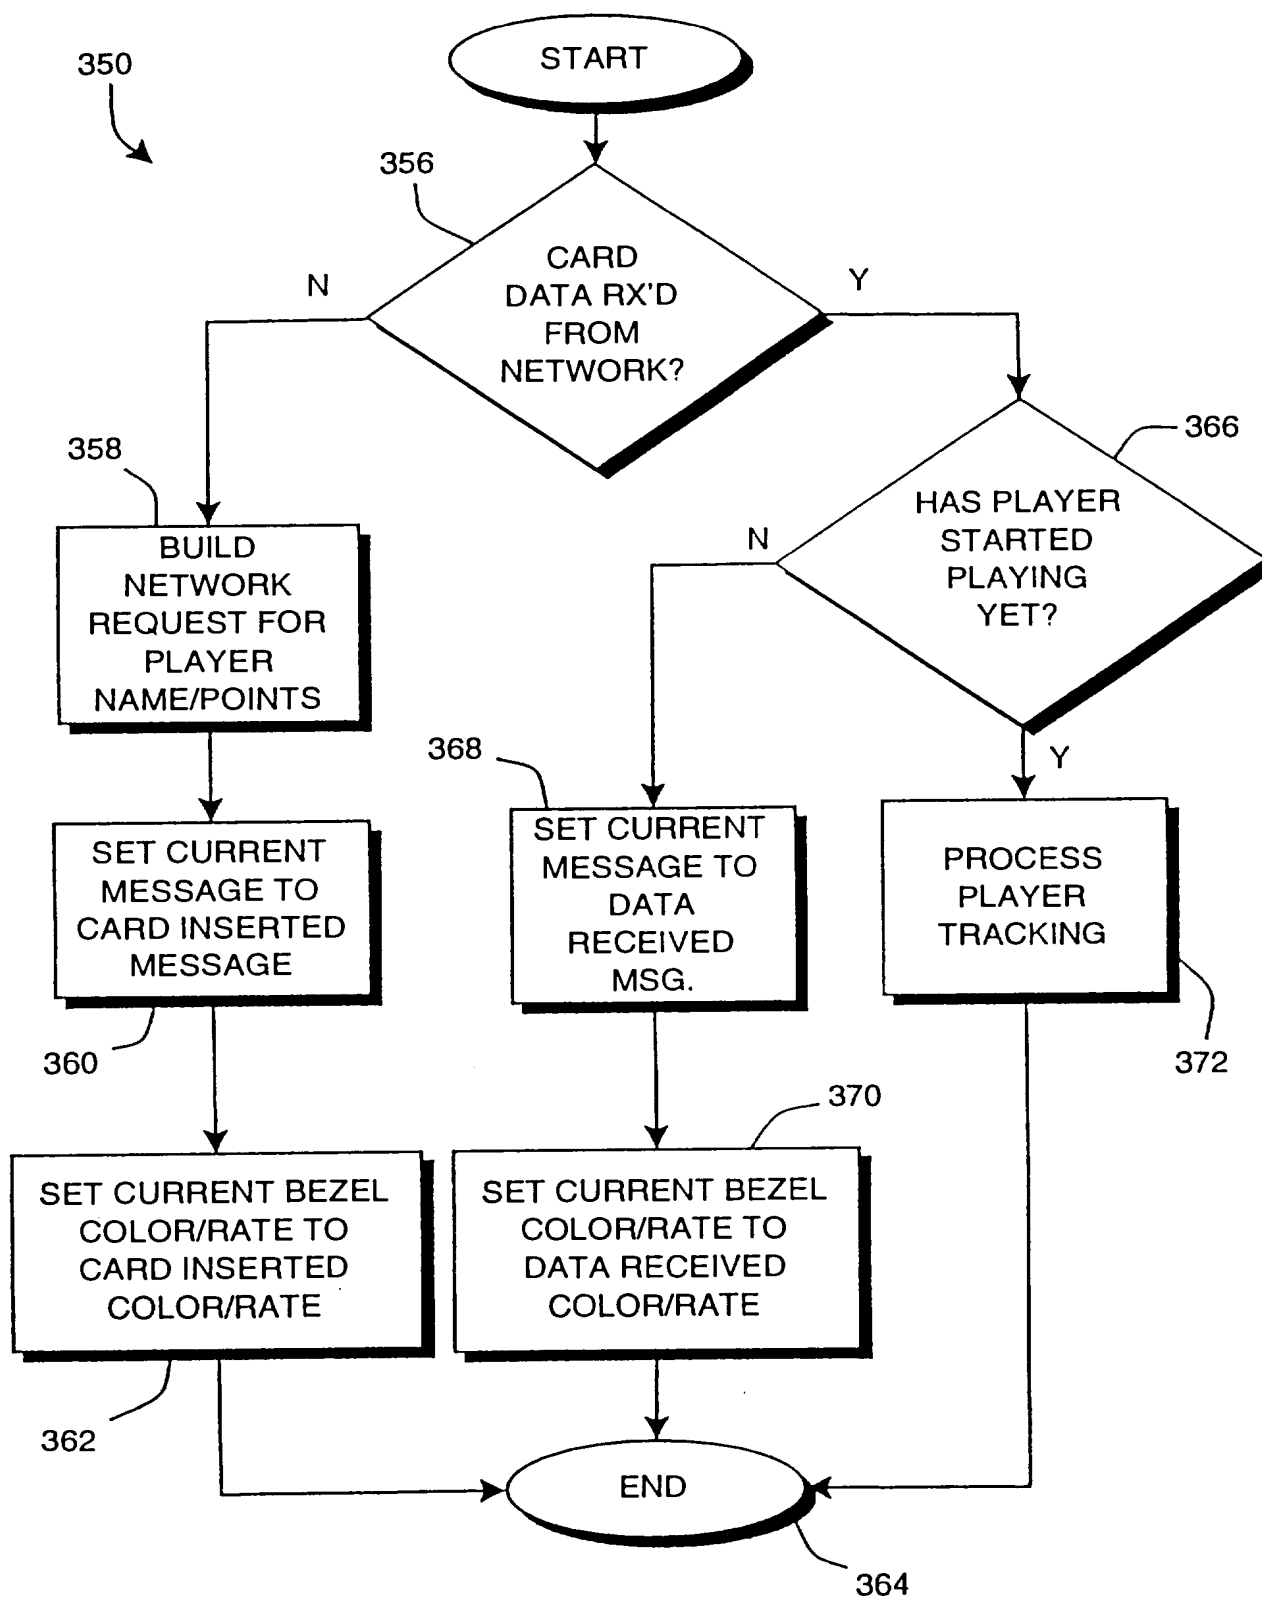 START
350
356
CARD
DATA RX'D
FROM
NETWORK?
N
Y
358
366
BUILD
NETWORK
REQUEST FOR
PLAYER
NAME/POINTS
HAS PLAYER
STARTED
PLAYING
YET?
N
Y
368
SET CURRENT
MESSAGE TO
CARD INSERTED
MESSAGE
SET CURRENT
MESSAGE TO
DATA
RECEIVED
MSG.
PROCESS
PLAYER
TRACKING
360
372
370
SET CURRENT BEZEL
COLOR/RATE TO
CARD INSERTED
COLOR/RATE
SET CURRENT BEZEL
COLOR/RATE TO
DATA RECEIVED
COLOR/RATE
362
END
364